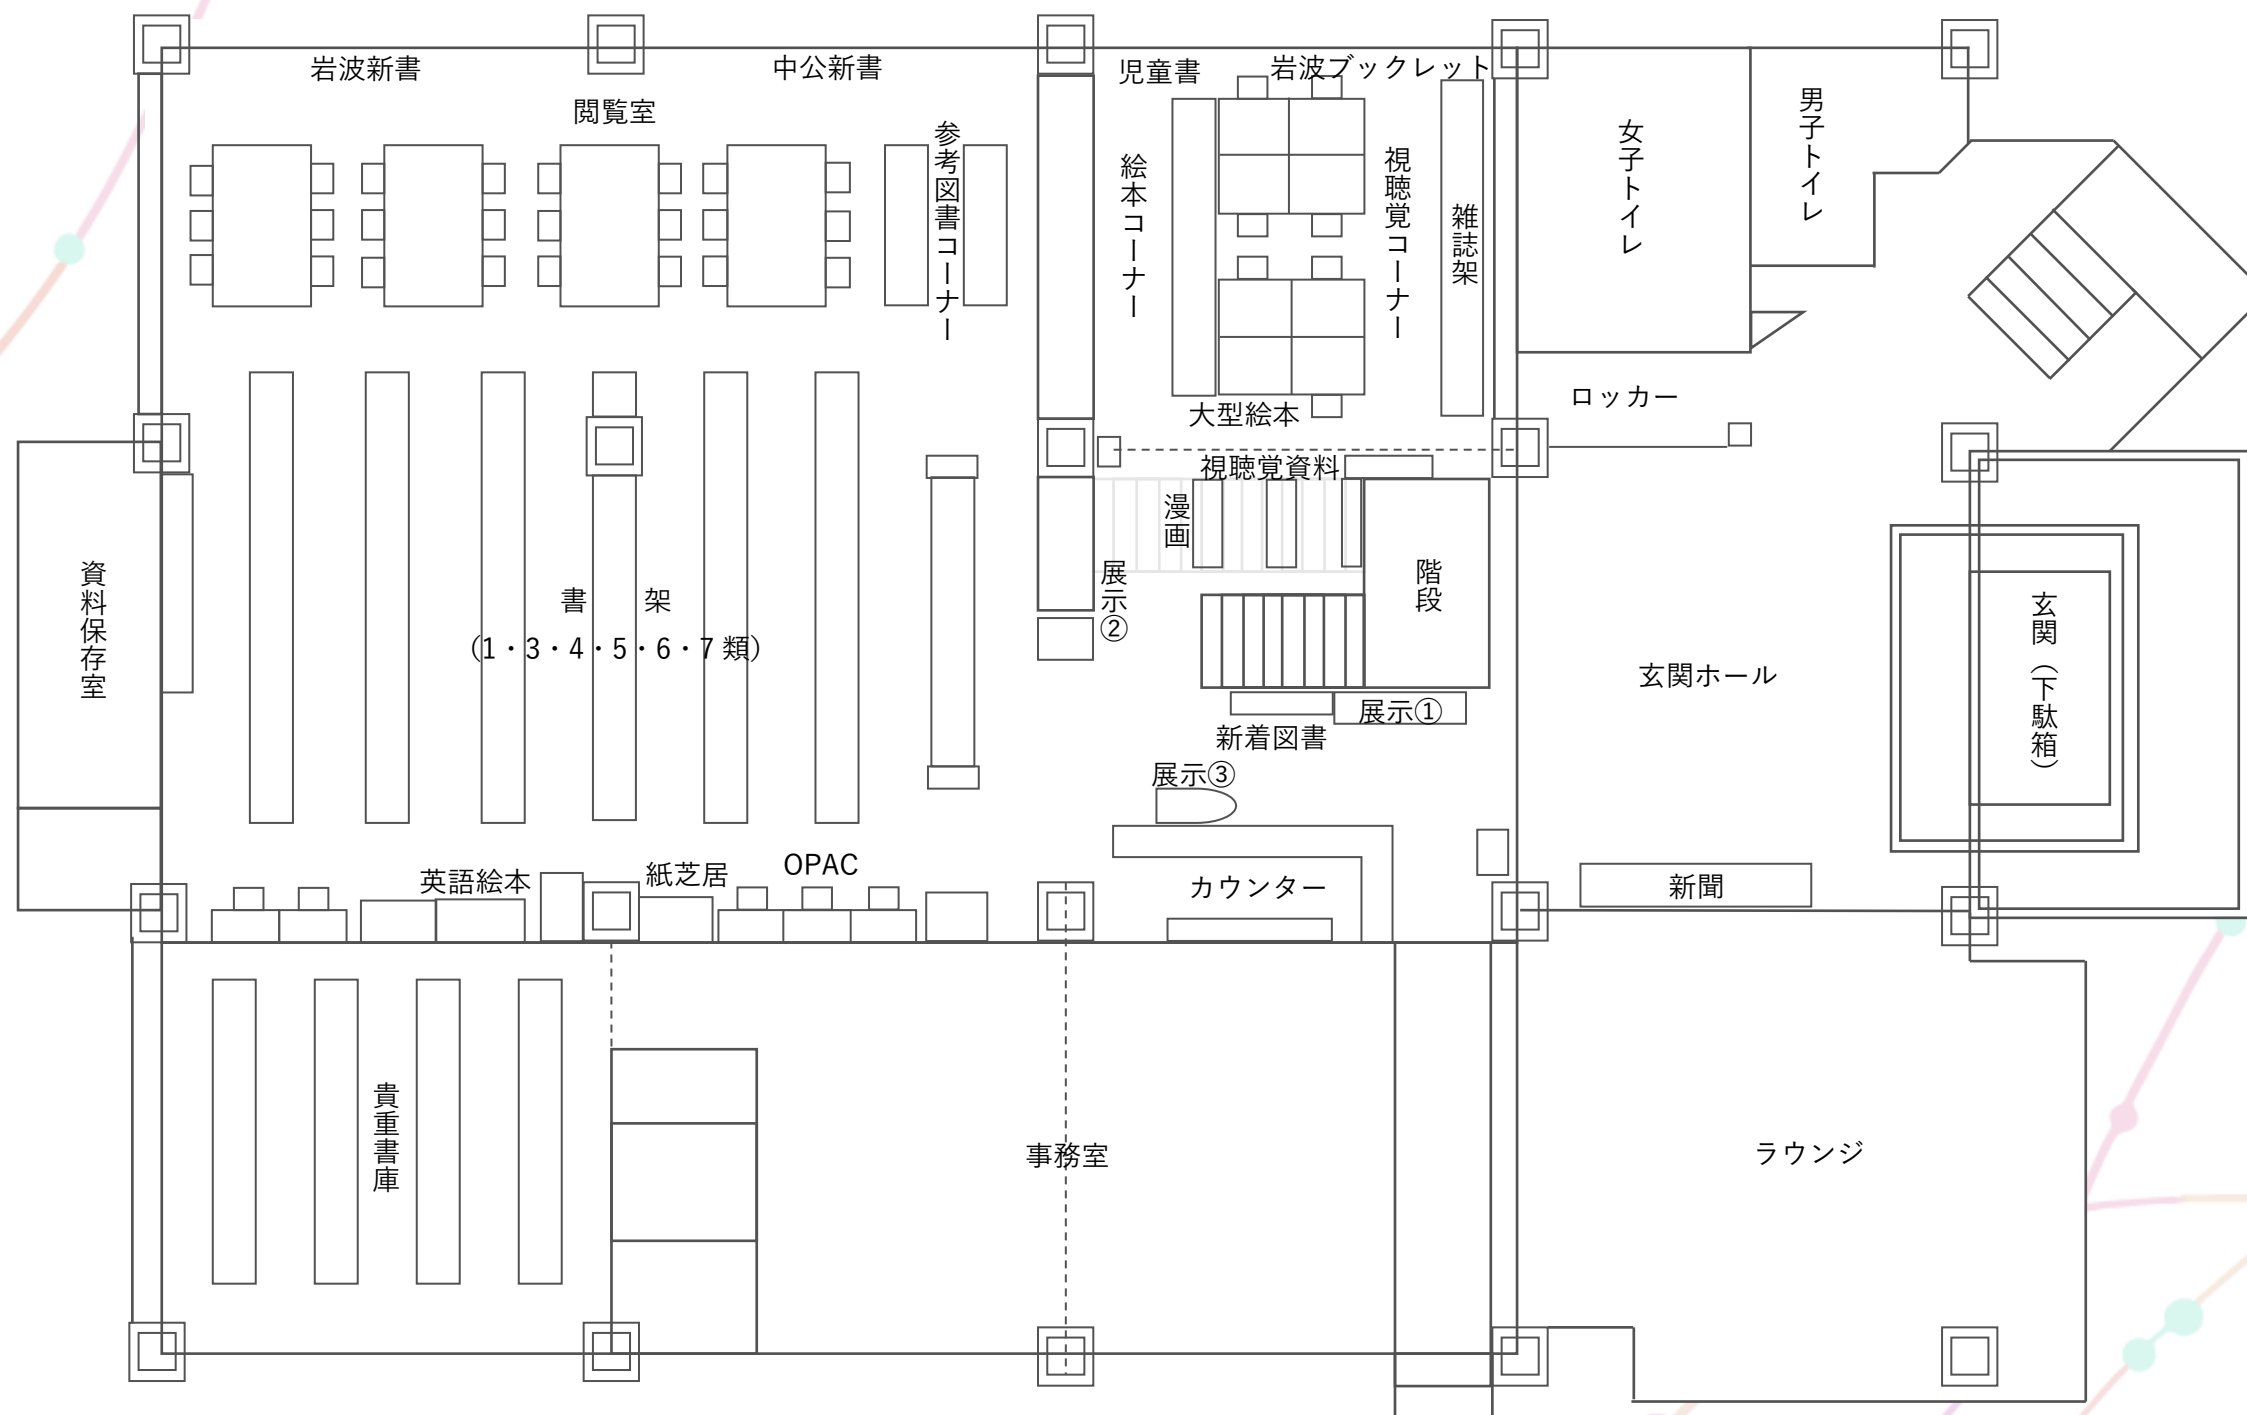 岩波新書
中公新書
児童書
岩波ブックレット
閲覧室
参考図書コーナー
絵本コーナー
視聴覚コーナー
雑誌架
女子トイレ
男子トイレ
大型絵本
ロッカー
視聴覚資料
漫画
展示②
階段
資料保存室
書 架
(1・3・4・5・6・7類)
玄関ホール
玄関(下駄箱)
展示①
新着図書
展示③
英語絵本
紙芝居
OPAC
カウンター
新聞
貴重書庫
事務室
ラウンジ